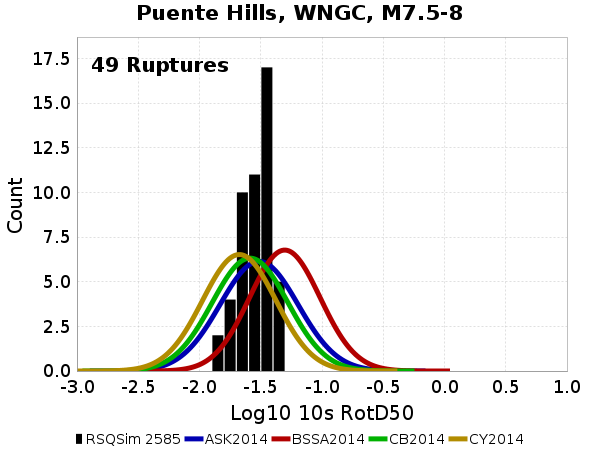 Puente Hills, WNGC, M7.5-8
49 Ruptures
Count
17.5
15.0
12.5
10.0
7.5
5.0
2.5
0.0
-3.0 -2.5 -2.0 -1.5 -1.0 -0.5 0.0 0.5 1.0
Log10 10s RotD50
RSQSim 2585 ASK2014 BSSA2014 CB2014 CY2014